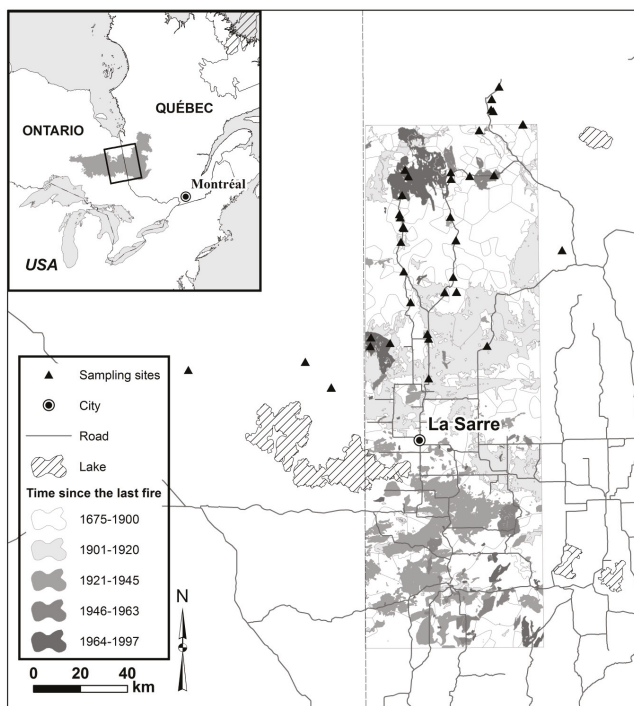 ONTARIO
QUÉBEC
Montréal
USA
La Sarre
Sampling sites
City
Road
Lake
Time since the last fire
1675-1900
1901-1920
1921-1945
1946-1963
1964-1997
N
0 20 40
km